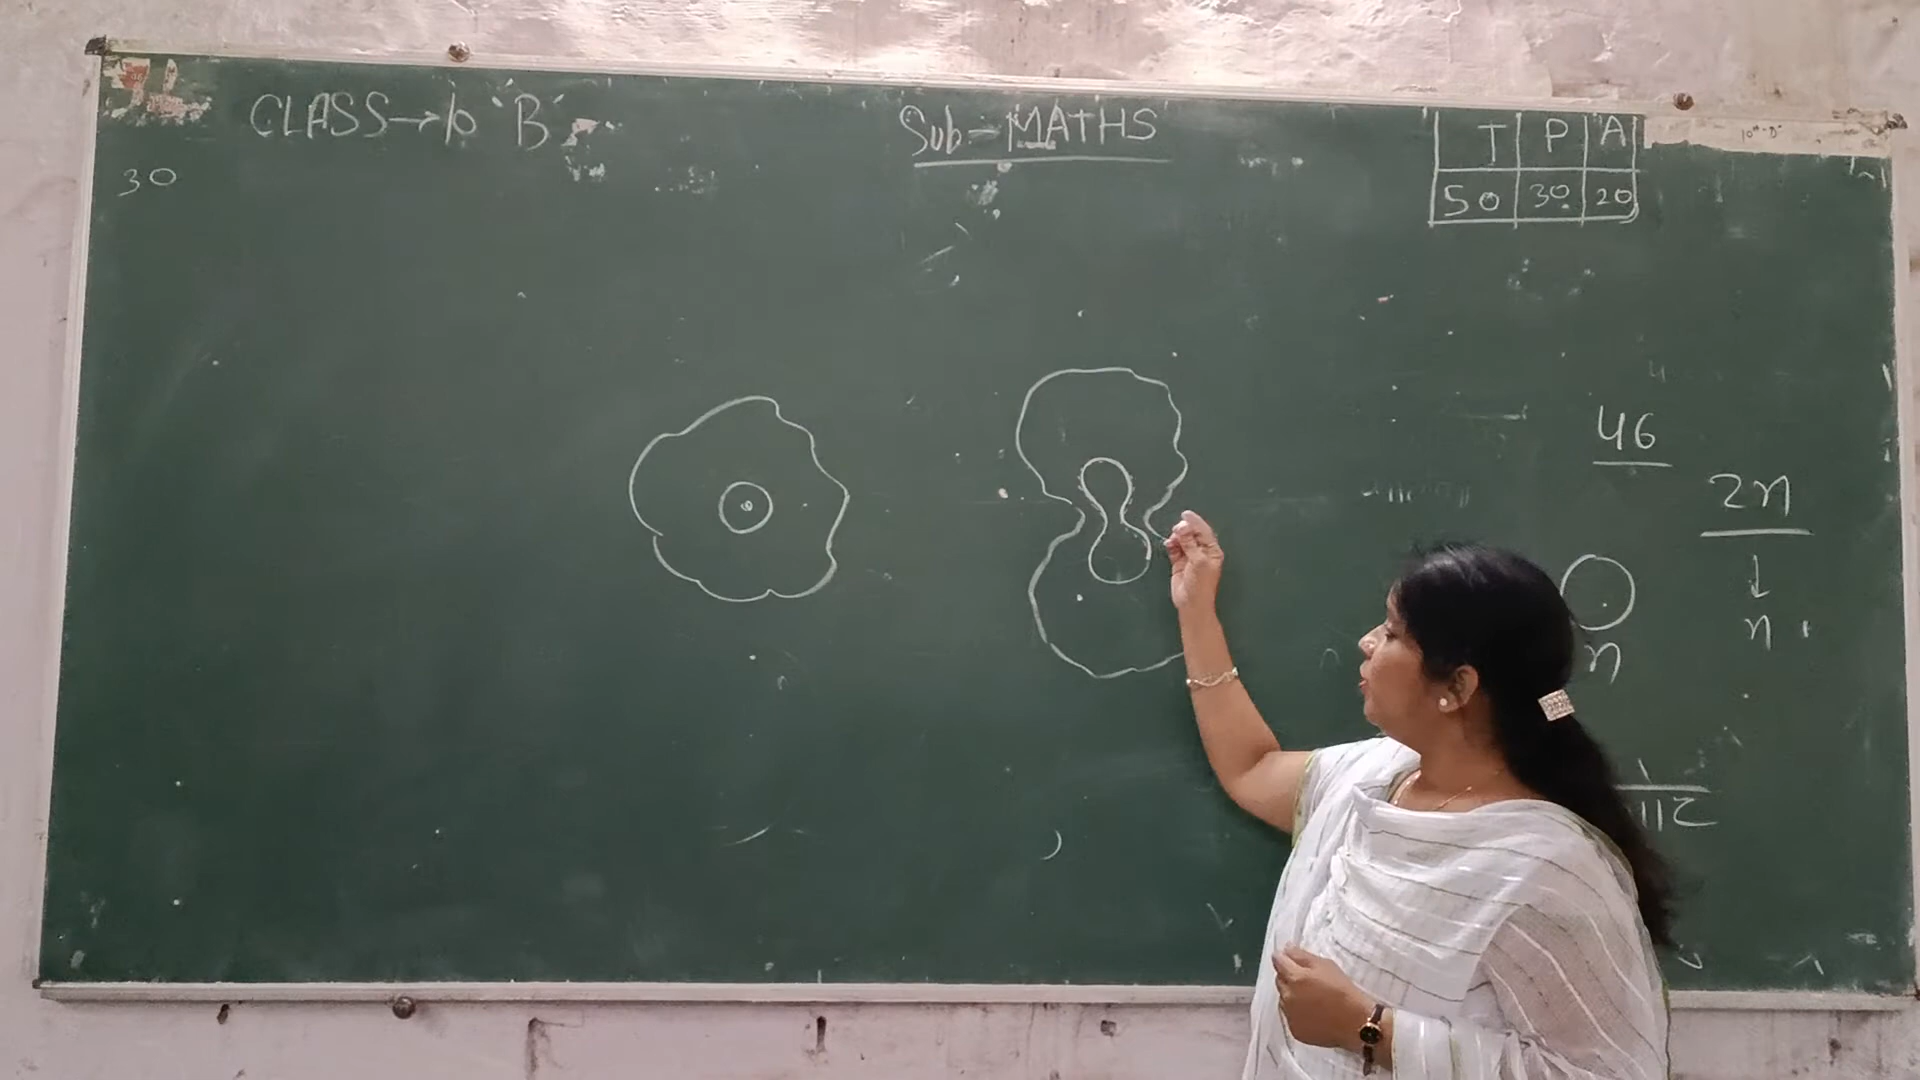 CLASS→10 'B'
Sub-MATHS
T P A
50 30 20
30
46
2n
↓
n
n